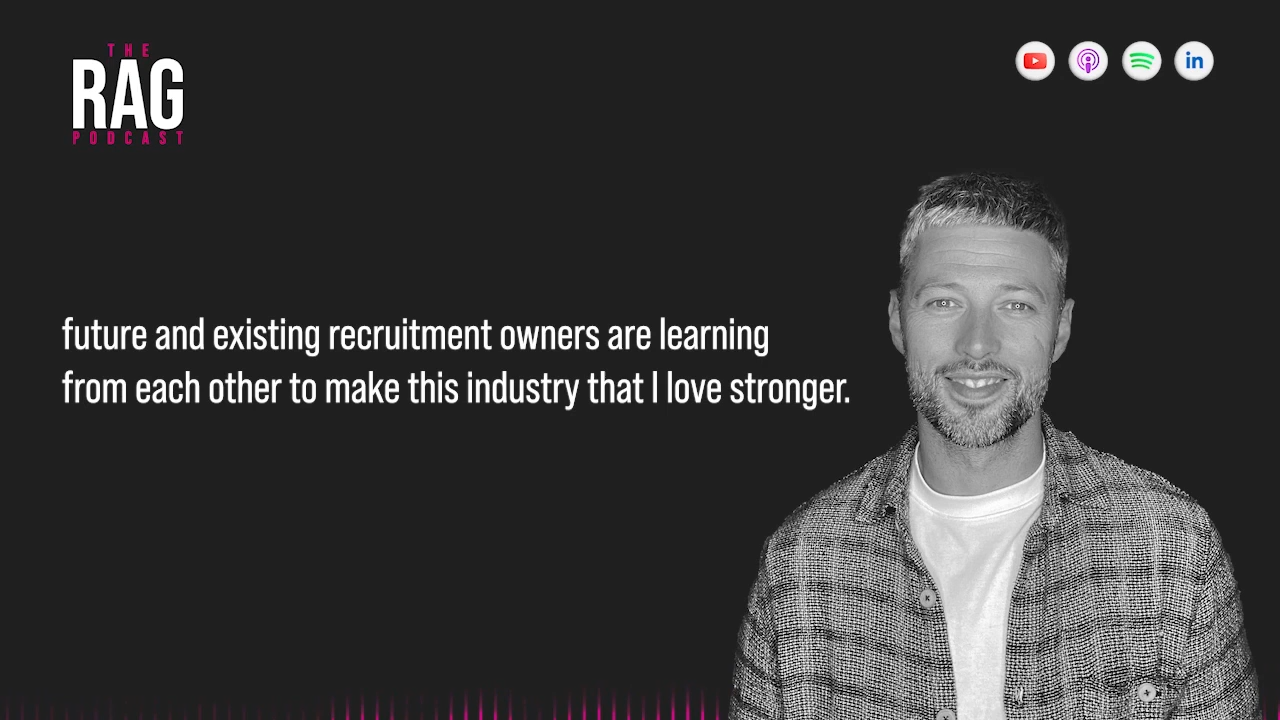 THE
RAG
PODCAST
in
future and existing recruitment owners are learning
from each other to make this industry that I love stronger.